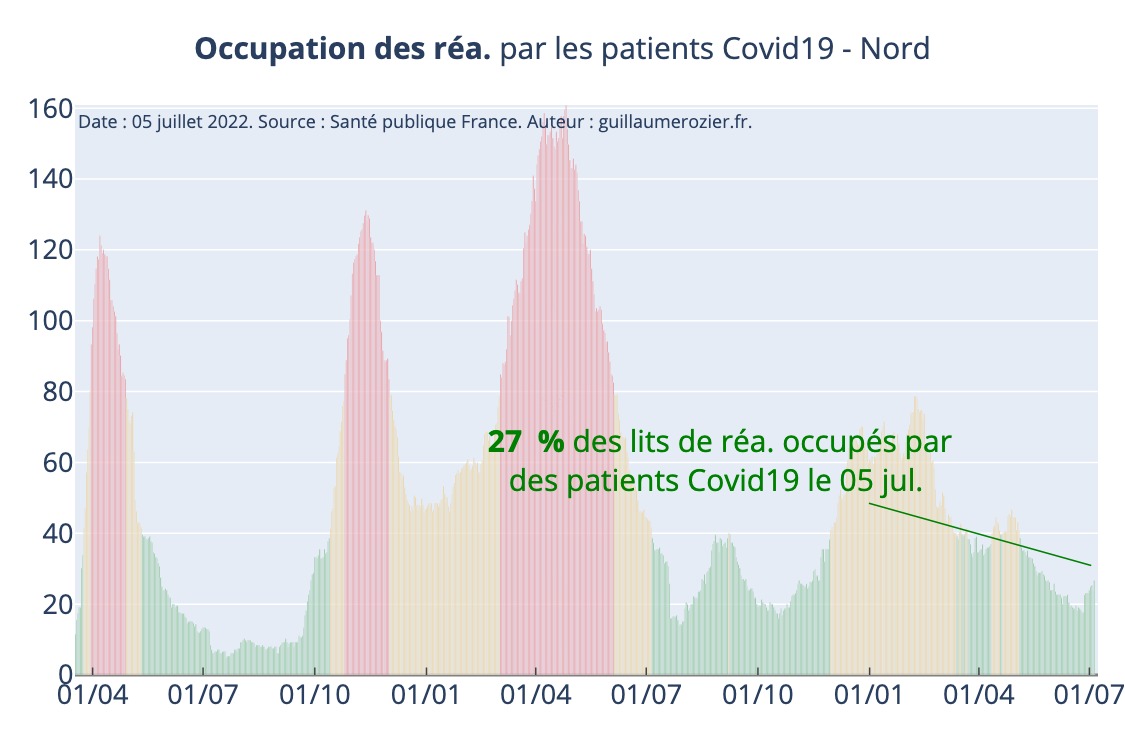 Occupation des réa. par les patients Covid19 - Nord
160
Date : 05 juillet 2022. Source : Santé publique France. Auteur : guillaumerozier.fr.
140
120
100
80
27 % des lits de réa. occupés par
60
des patients Covid19 le 05 jul.
40
20
0
01/04 01/07 01/10 01/01 01/04 01/07 01/10 01/01 01/04 01/07